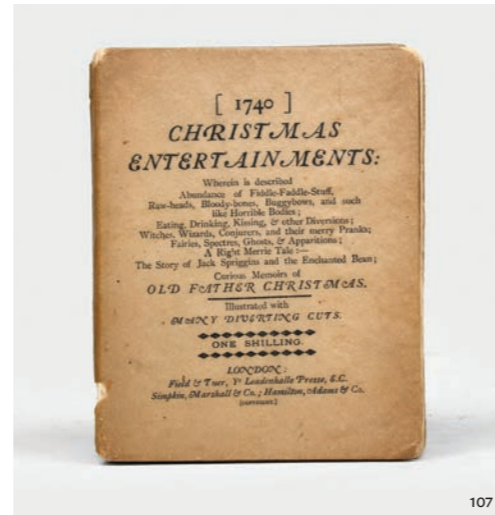 [ 1740 ]
CHRISTMAS
ENTERTAINMENTS:
Wherein is described
Abundance of Fiddle-Faddle-Stuff,
Raw-heads, Bloody-bones, Buggybows, and such
like Horrible Bodies;
Eating, Drinking, Kissing, & other Diversions;
Witches, Wizards, Conjurers, and their merry Pranks;
Fairies, Spectres, Ghosts, & Apparitions;
A Right Merrie Tale:—
The Story of Jack Spriggins and the Enchanted Bean;
Curious Memoirs of
OLD FATHER CHRISTMAS.
Illustrated with
MANY DIVERTING CUTS.
ONE SHILLING.
LONDON:
Field & Tuer, Ye Leadenhalle Presse, E.C.
Simpkin, Marshall & Co.; Hamilton, Adams & Co.
[COPYRIGHT.]
107